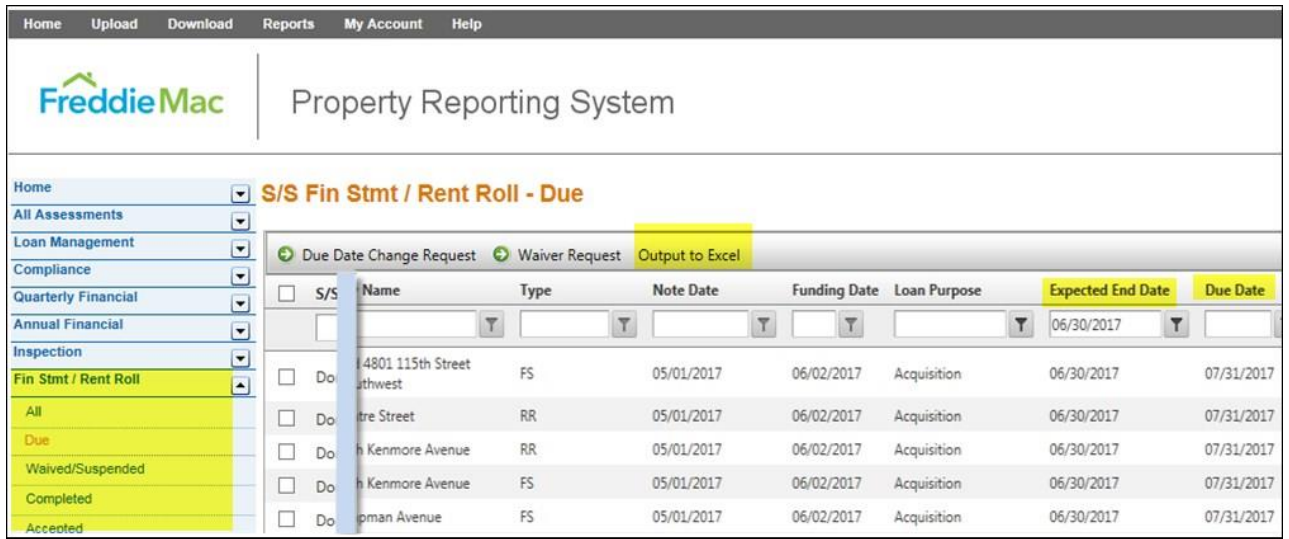 Home Upload Download Reports My Account Help
Freddie Mac
Property Reporting System
Home
All Assessments
Loan Management
Compliance
Quarterly Financial
Annual Financial
Inspection
Fin Stmt / Rent Roll
All
Due
Waived/Suspended
Completed
Accepted
S/S Fin Stmt / Rent Roll - Due
Due Date Change Request Waiver Request Output to Excel
S/S Name Type Note Date Funding Date Loan Purpose Expected End Date Due Date
06/30/2017
4801 115th Street
FS 05/01/2017 06/02/2017 Acquisition 06/30/2017 07/31/2017
Street RR 05/01/2017 06/02/2017 Acquisition 06/30/2017 07/31/2017
Kenmore Avenue RR 05/01/2017 06/02/2017 Acquisition 06/30/2017 07/31/2017
Kenmore Avenue FS 05/01/2017 06/02/2017 Acquisition 06/30/2017 07/31/2017
Avenue FS 05/01/2017 06/02/2017 Acquisition 06/30/2017 07/31/2017